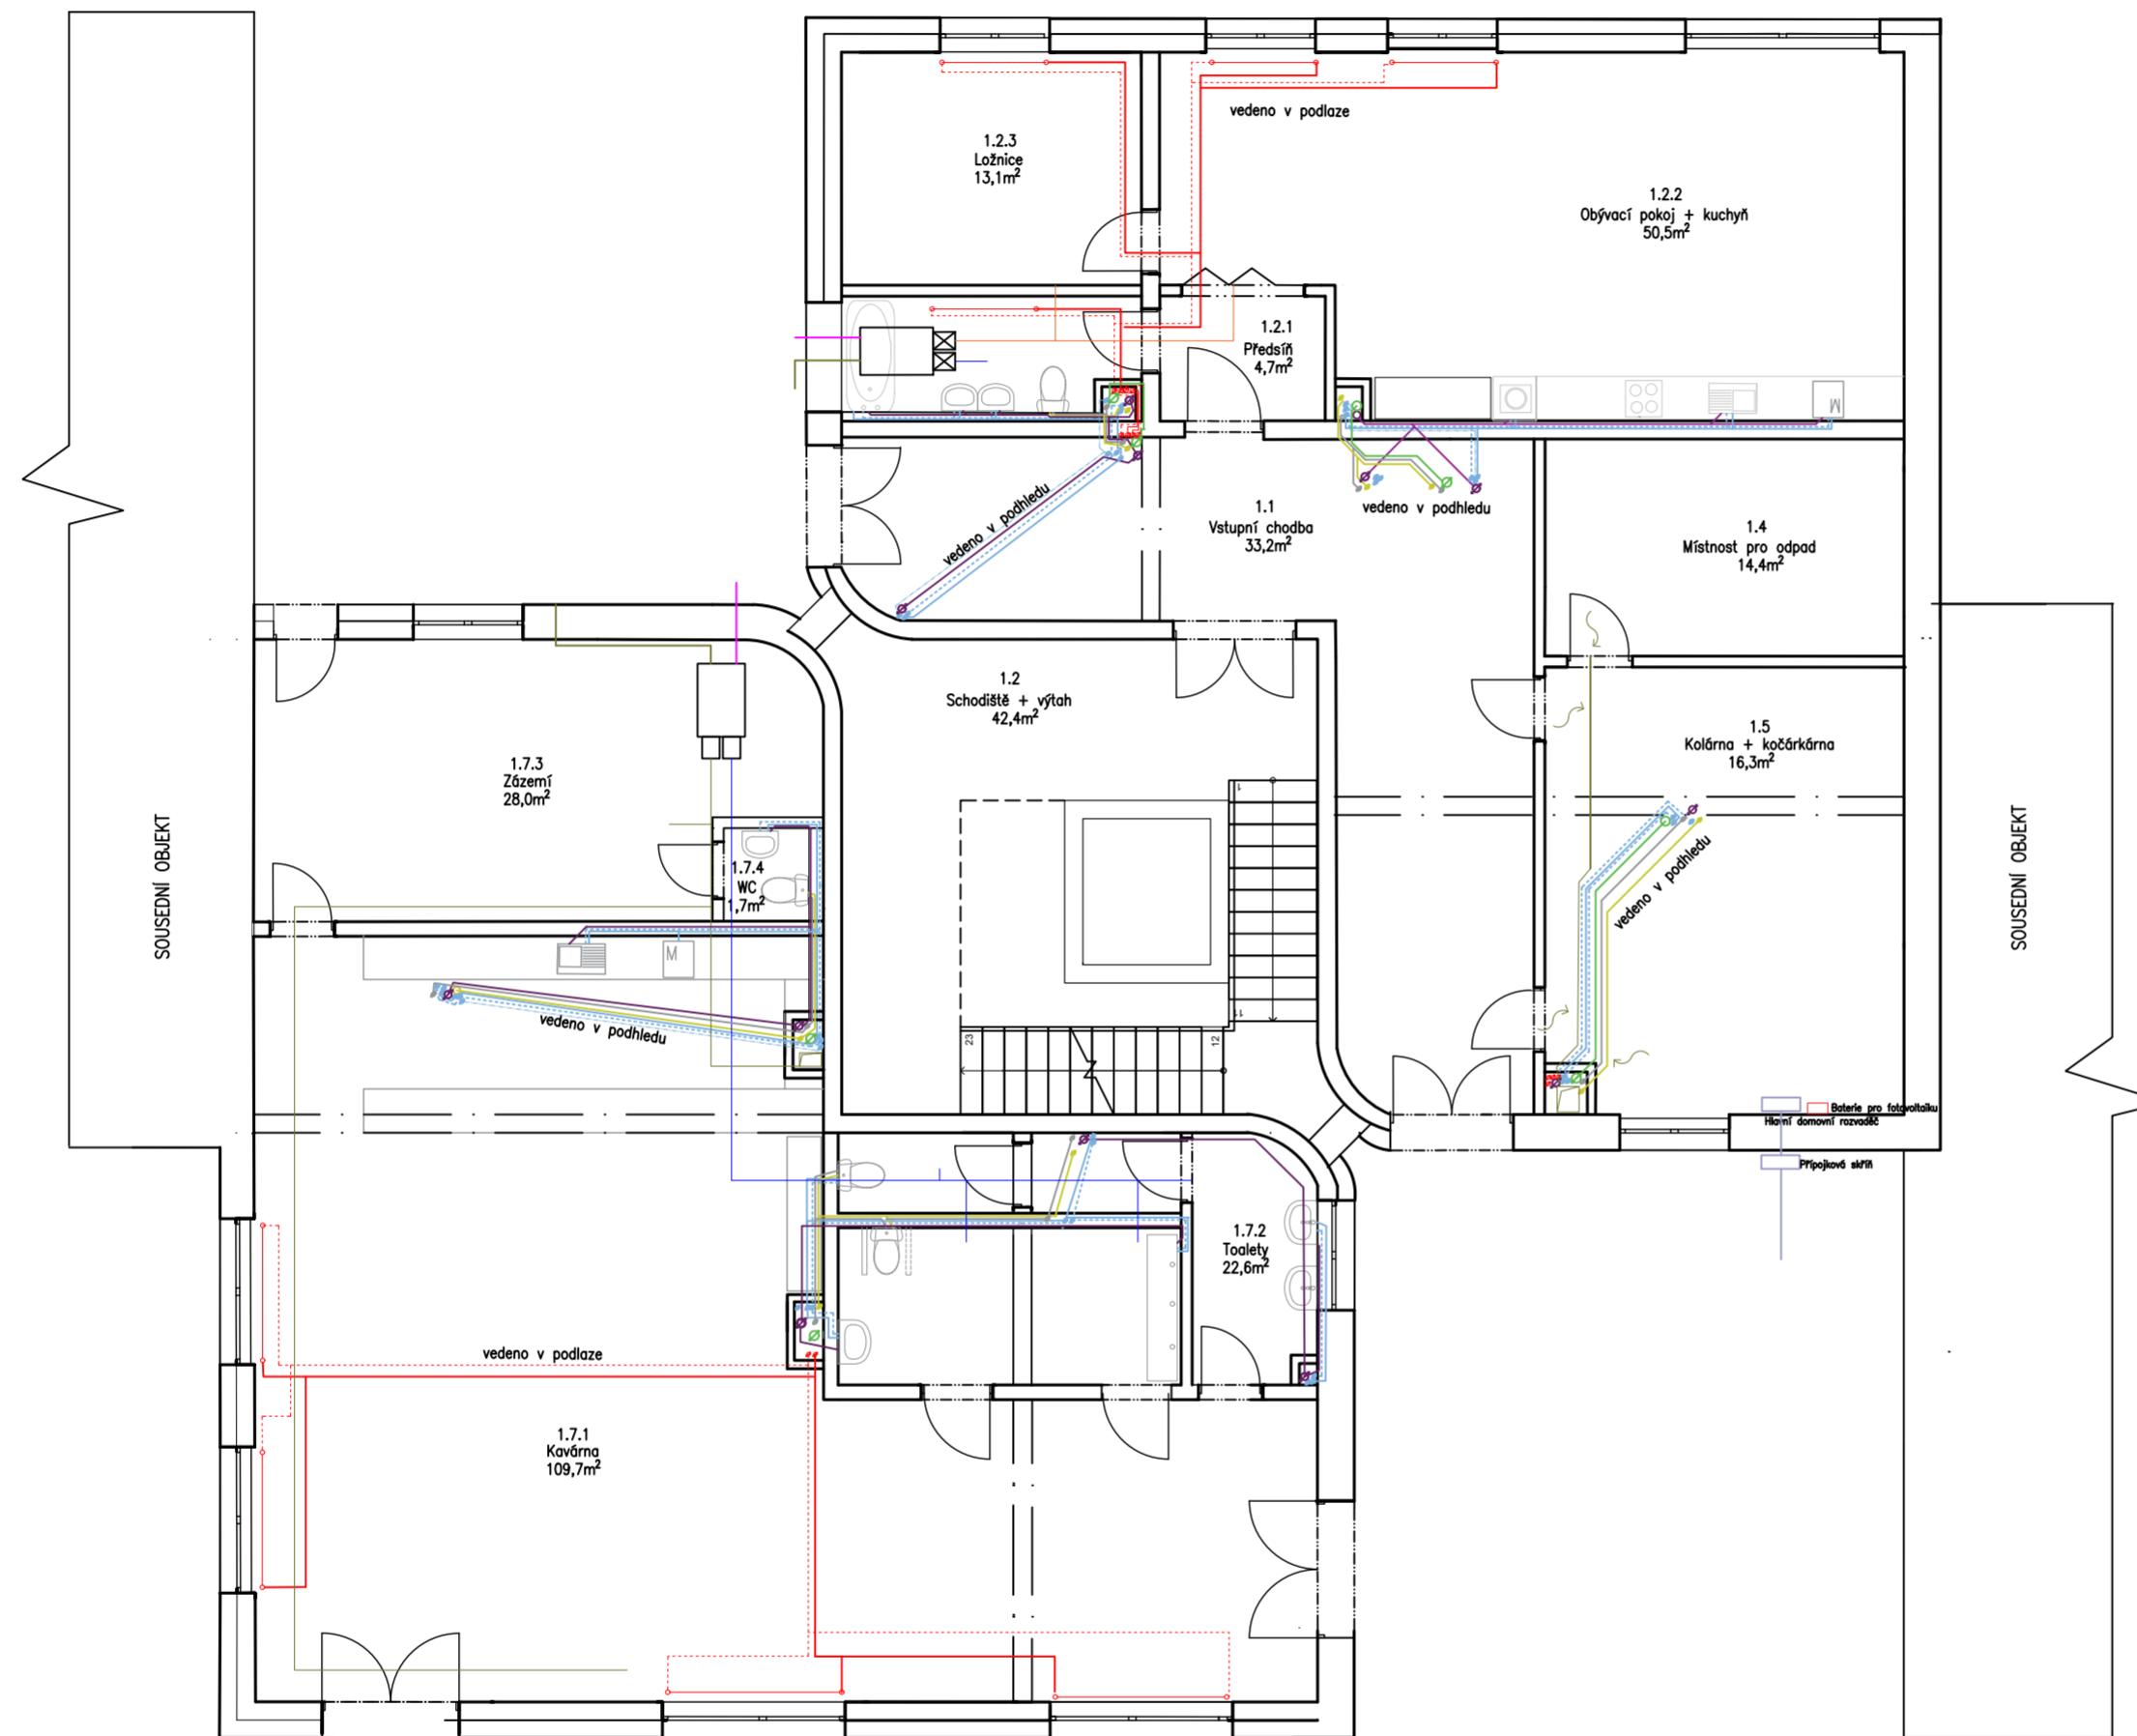 vedeno v podlaze
1.2.3
Ložnice
13,1m²
1.2.2
Obývací pokoj + kuchyň
50,5m²
1.2.1
Předsíň
4,7m²
M
vedeno v podhledu
vedeno v podhledu
1.1
Vstupní chodba
33,2m²
1.4
Místnost pro odpad
14,4m²
1.2
Schodiště + výtah
42,4m²
1.5
Kolárna + kočárkárna
16,3m²
1.7.3
Zázemí
28,0m²
SOUSEDNÍ OBJEKT
SOUSEDNÍ OBJEKT
1
1.7.4
WC
1,7m²
vedeno v podhledu
M
vedeno v podhledu
11
23
12
Baterie pro fotovoltaiku
Hlavní domovní rozvaděč
Přípojková skříň
1.7.2
Toalety
22,6m²
vedeno v podlaze
1.7.1
Kavárna
109,7m²